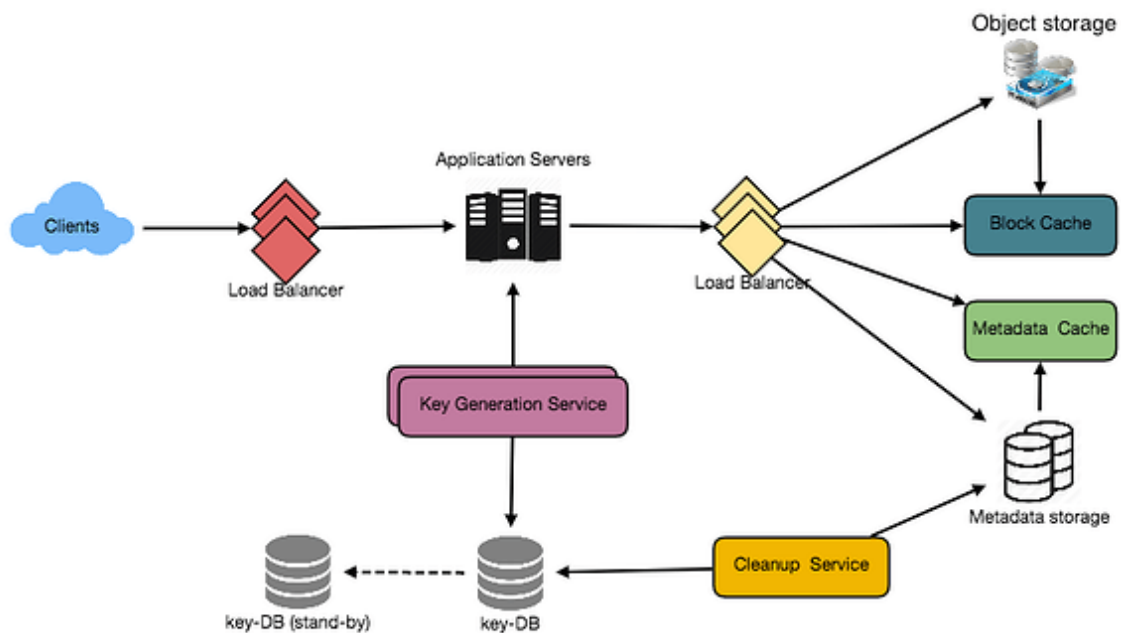 Object storage
Application Servers
Clients
Block Cache
Load Balancer
Load Balancer
Metadata Cache
Key Generation Service
Metadata storage
Cleanup Service
key-DB (stand-by)
key-DB